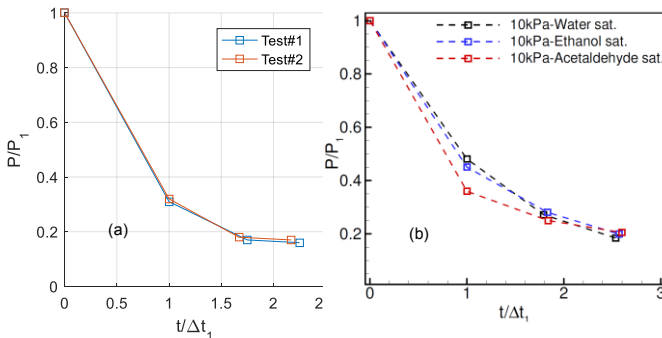 Test#1
Test#2
1
0.8
0.6
0.4
0.2
0
P/P1
(a)
0 0.5 1 1.5 2 2
t/Δt1
10kPa-Water sat.
10kPa-Ethanol sat.
10kPa-Acetaldehyde sat.
1
0.8
0.6
0.4
0.2
P/P1
(b)
0 1 2 3
t/Δt1